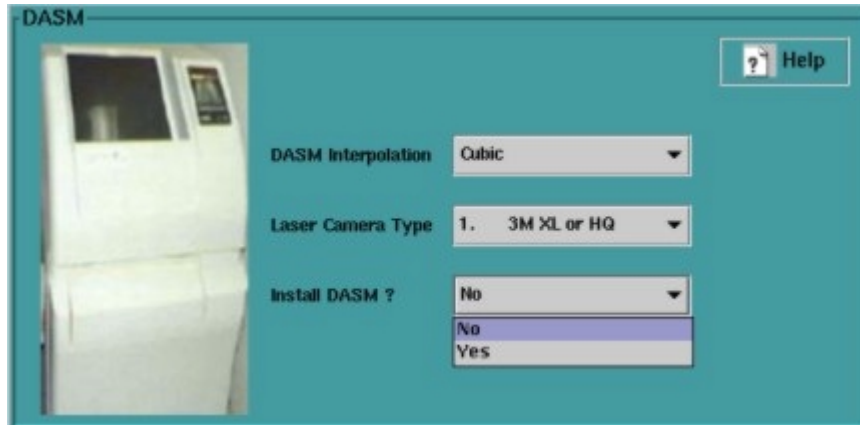 DASM
? Help
DASM Interpolation Cubic
Laser Camera Type 1. 3M XL or HQ
Install DASM ? No
No
Yes